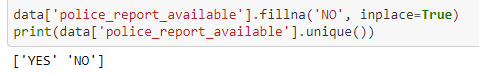 data['police_report_available'].fillna('NO', inplace=True)
print(data['police_report_available'].unique())
['YES' 'NO']